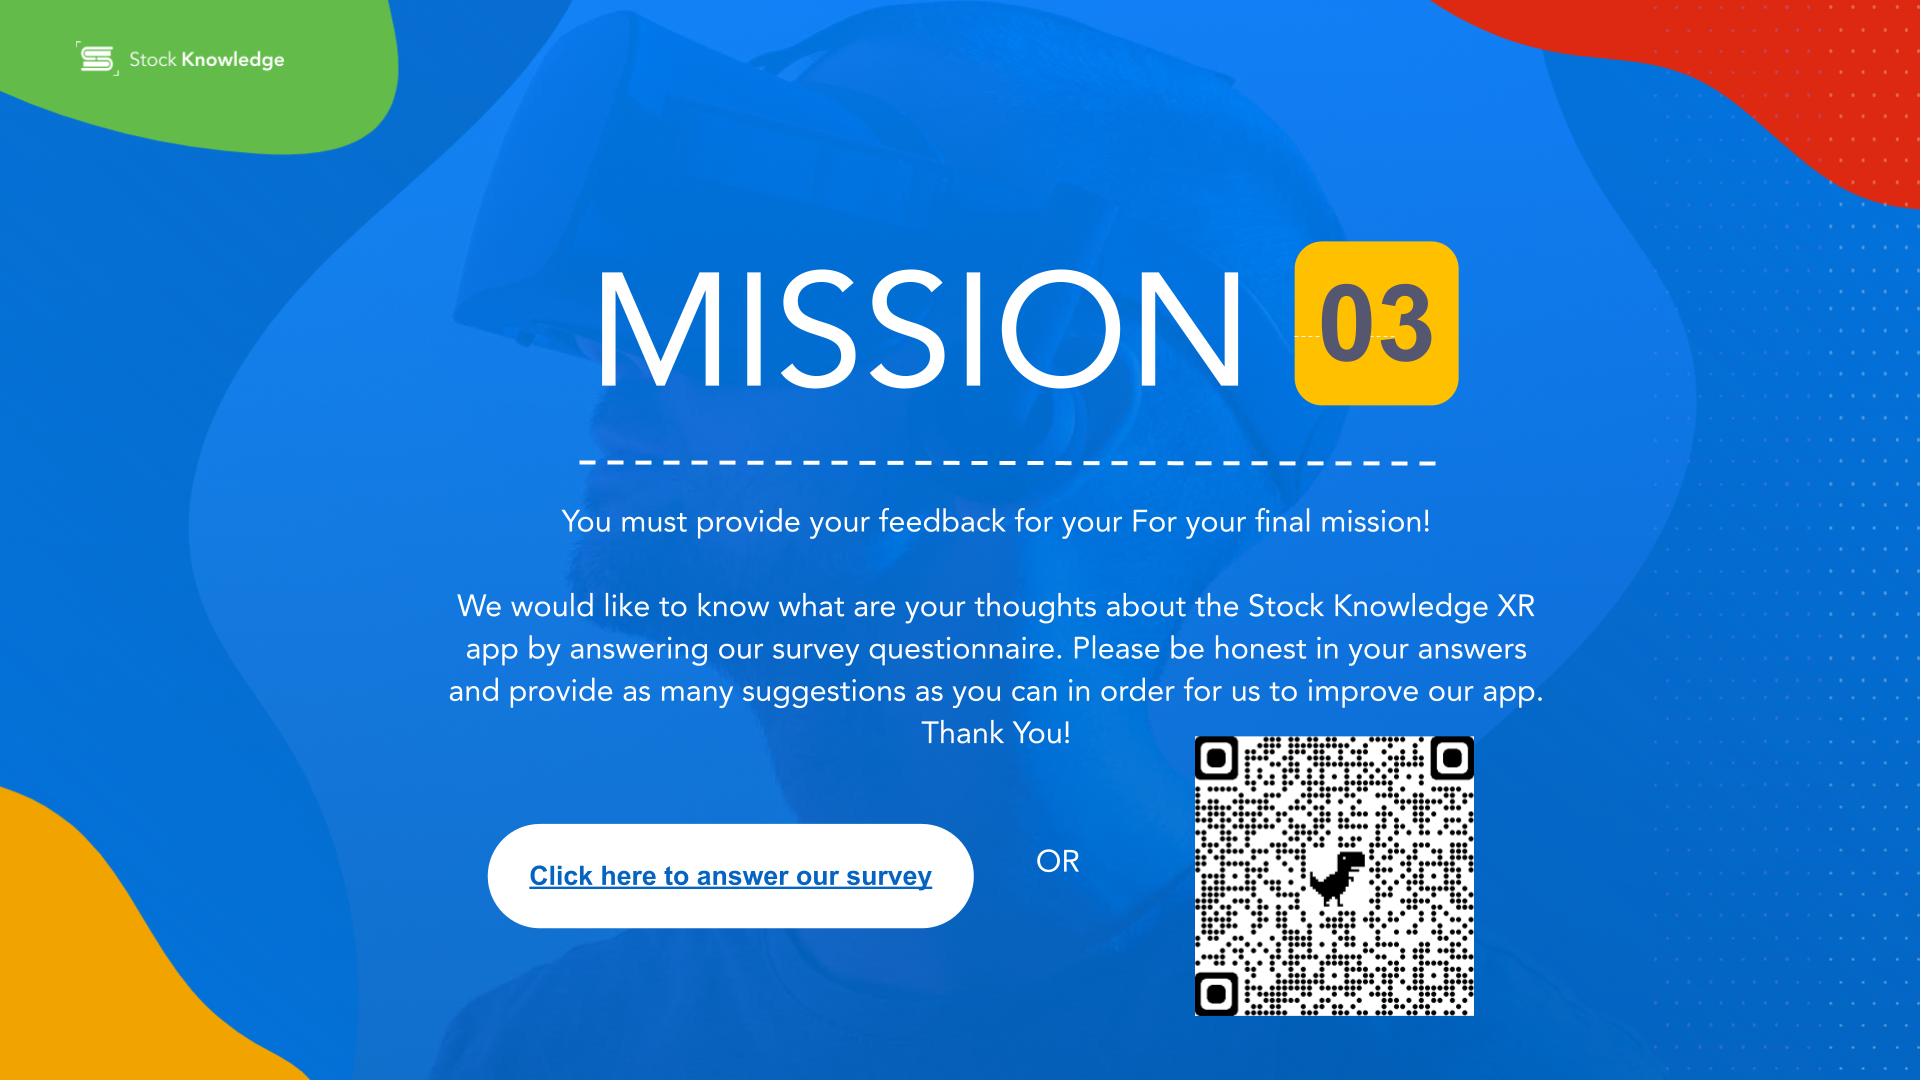 Stock Knowledge
MISSION 03
You must provide your feedback for your For your final mission!
We would like to know what are your thoughts about the Stock Knowledge XR
app by answering our survey questionnaire. Please be honest in your answers
and provide as many suggestions as you can in order for us to improve our app.
Thank You!
Click here to answer our survey
OR